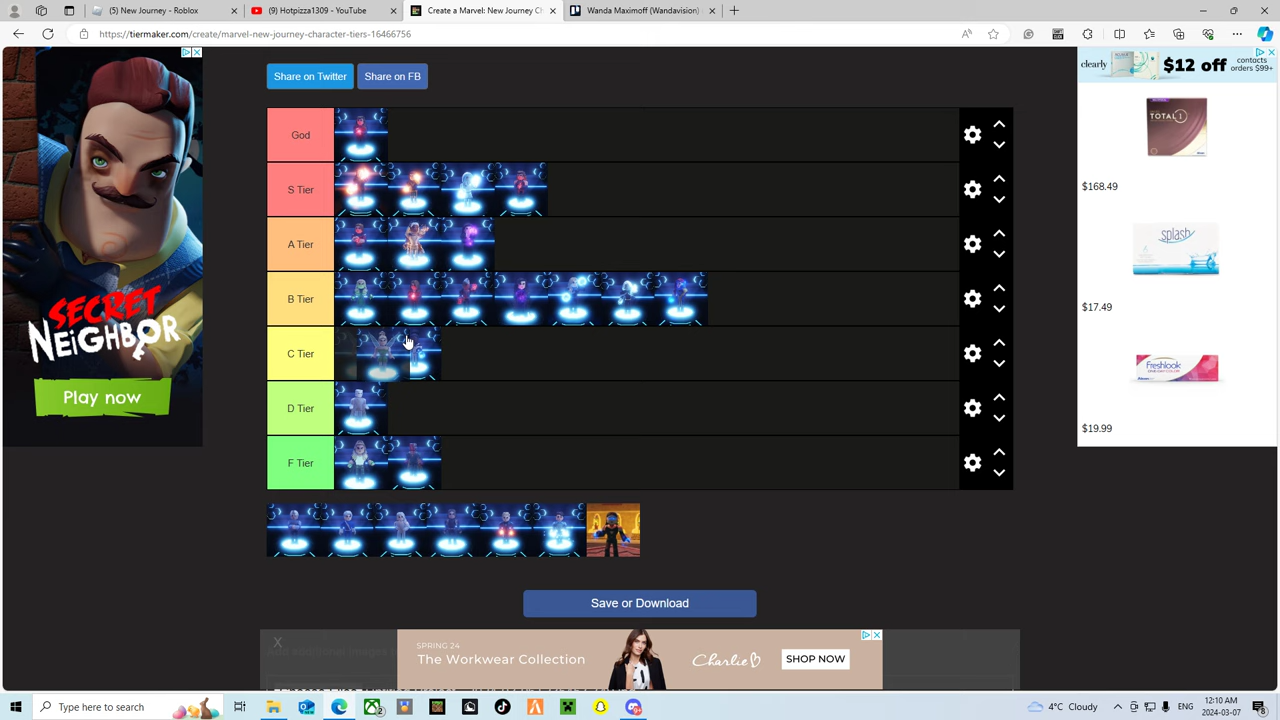 (5) New Journey - Roblox
(9) Hotpizza1309 - YouTube
Create a Marvel: New Journey Ch
Wanda Maximoff (Wandavision)
https://tiermaker.com/create/marvel-new-journey-character-tiers-16466756
Share on Twitter
Share on FB
God
S Tier
A Tier
B Tier
C Tier
D Tier
F Tier
SECRET
NEiGHBOR
Play now
clearly
$12 off
contacts
orders $99+
TOTAL 1
$168.49
splash
$17.49
Freshlook
$19.99
Save or Download
X
SPRING 24
The Workwear Collection
Charlie B
SHOP NOW
Type here to search
4°C Cloudy
ENG
12:10 AM
2024-03-07